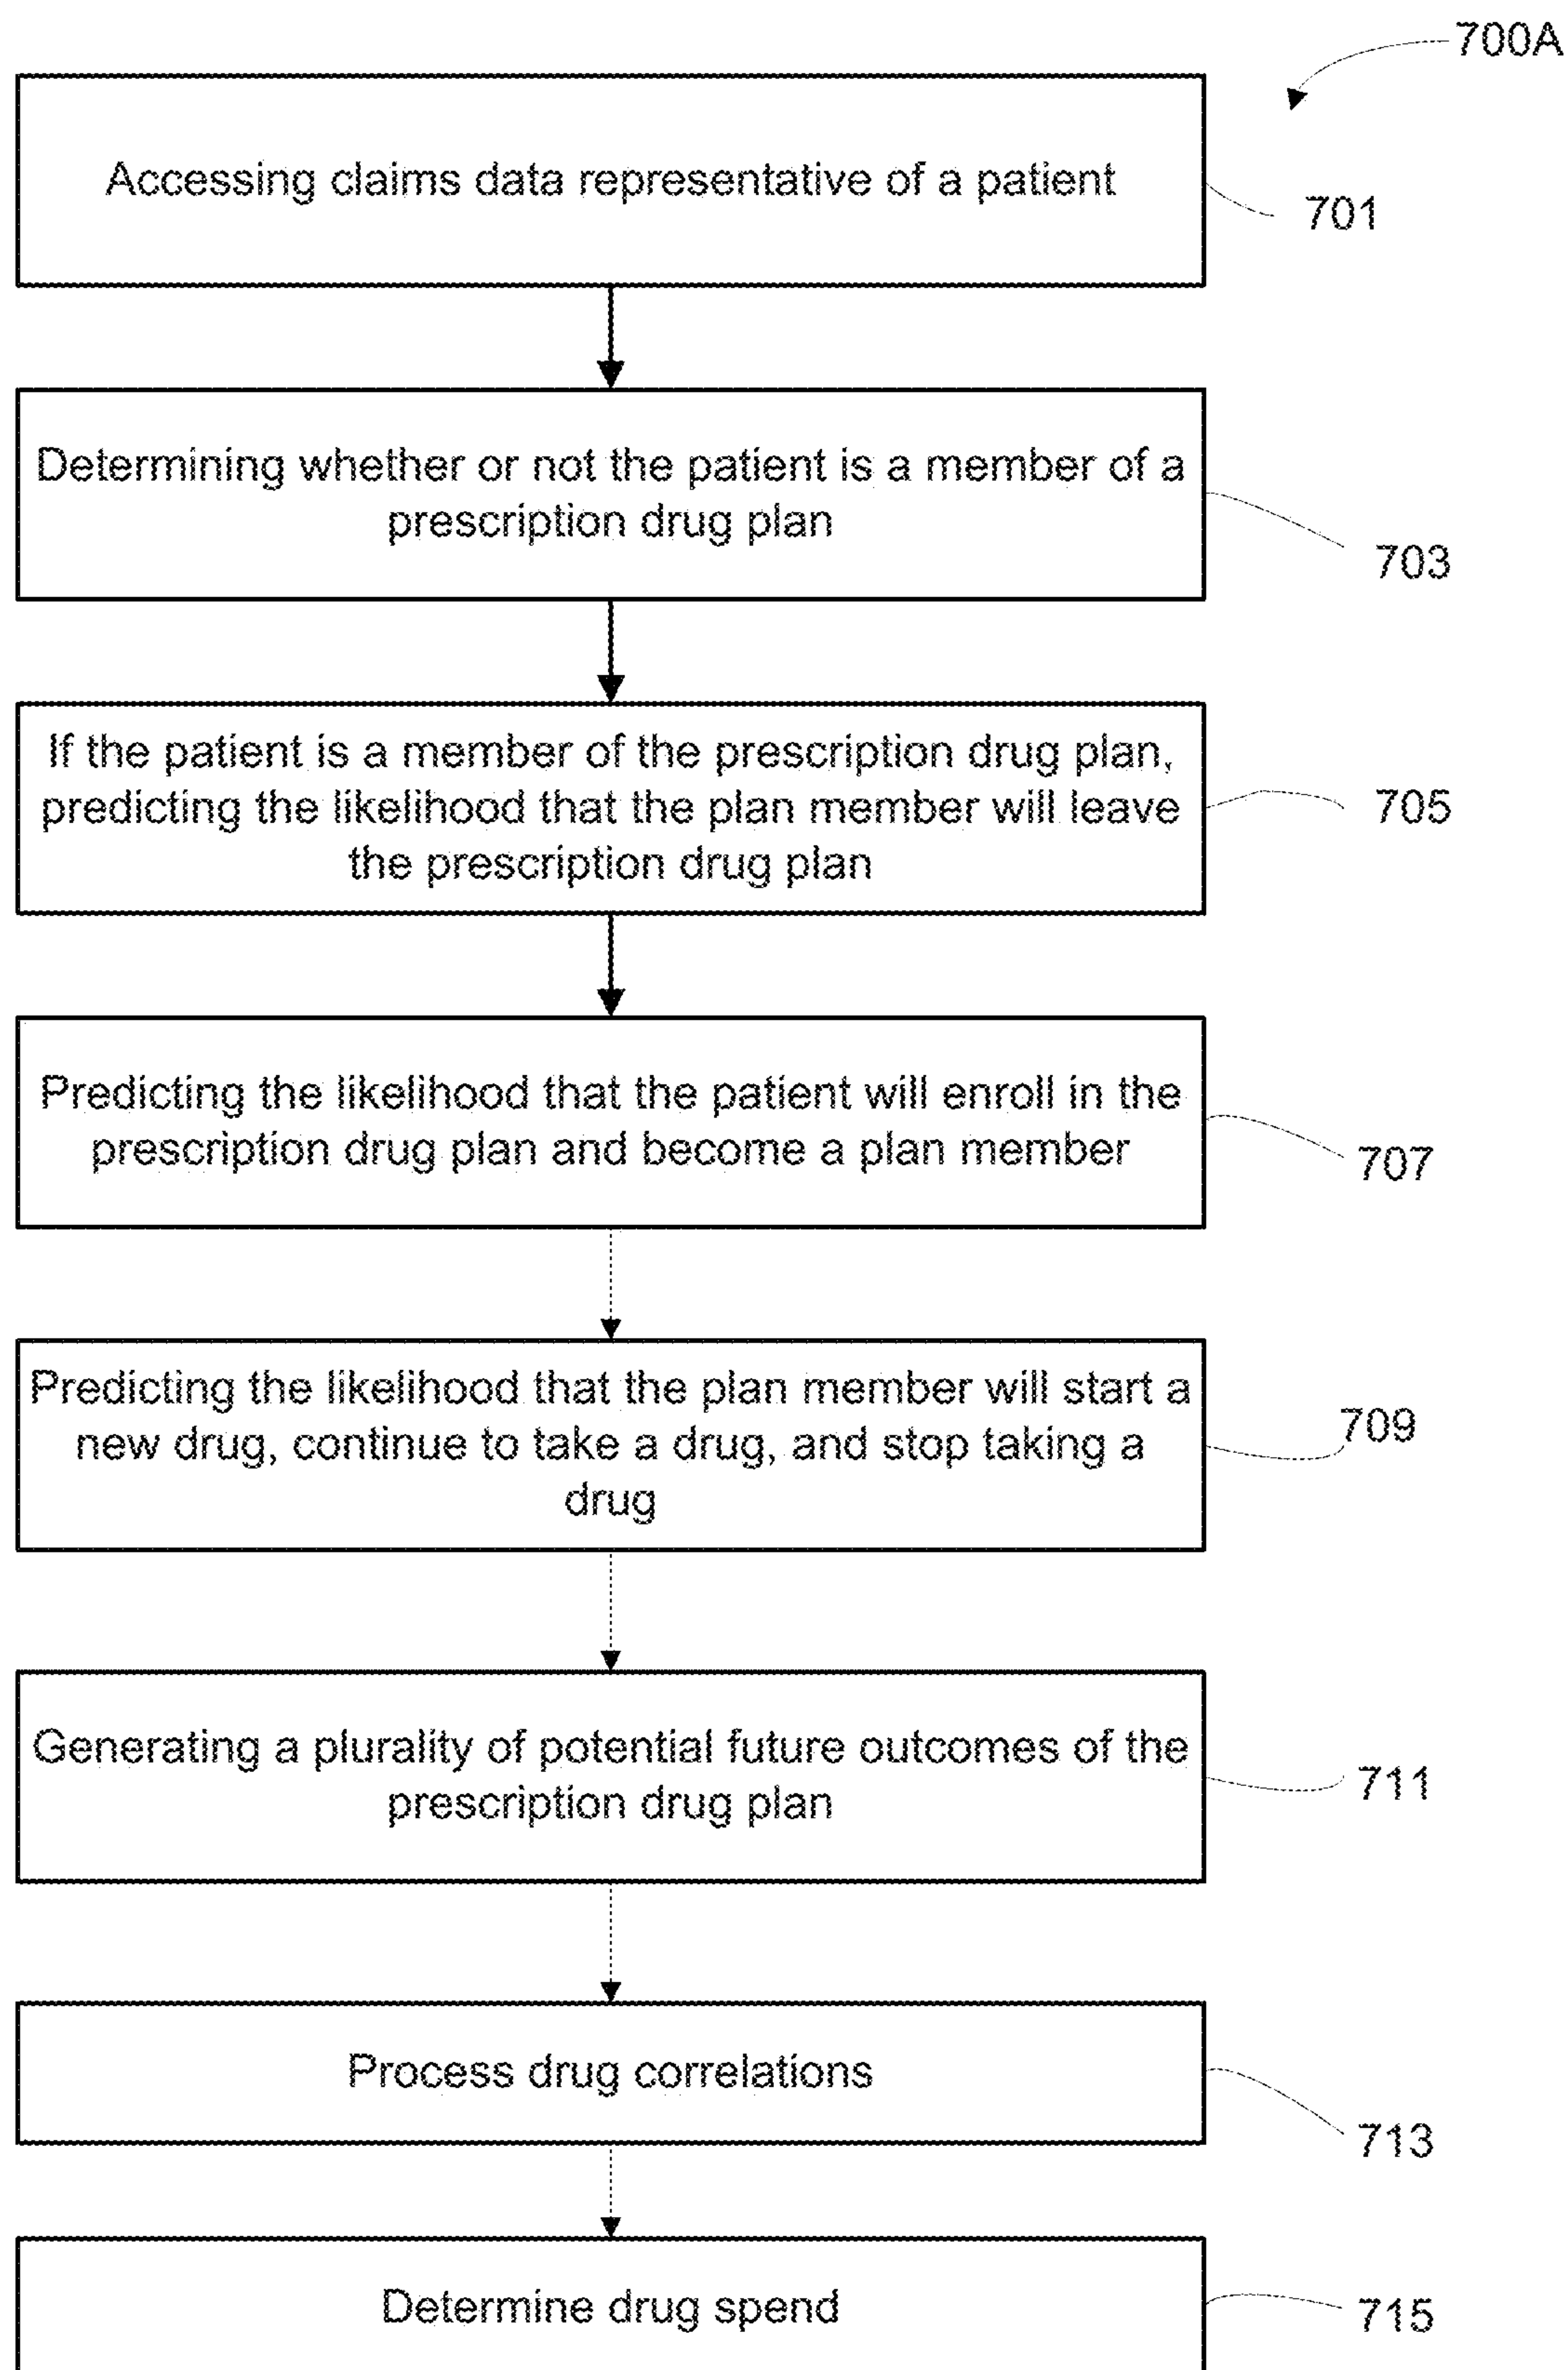 700A
Accessing claims data representative of a patient
701
Determining whether or not the patient is a member of a
prescription drug plan
703
If the patient is a member of the prescription drug plan,
predicting the likelihood that the plan member will leave
the prescription drug plan
705
Predicting the likelihood that the patient will enroll in the
prescription drug plan and become a plan member
707
Predicting the likelihood that the plan member will start a
new drug, continue to take a drug, and stop taking a
drug
709
Generating a plurality of potential future outcomes of the
prescription drug plan
711
Process drug correlations
713
Determine drug spend
715